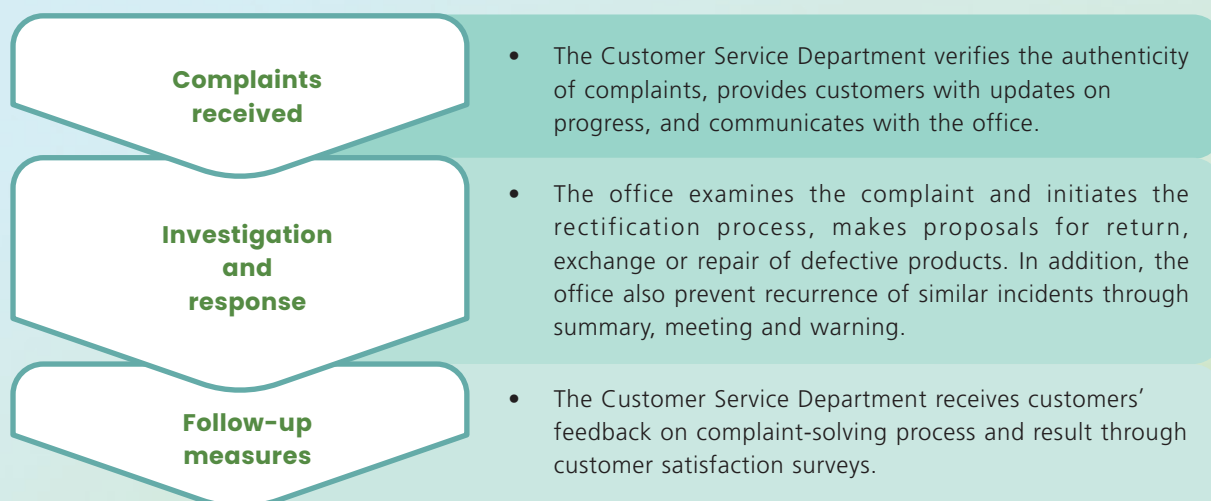 Complaints
received
• The Customer Service Department verifies the authenticity
of complaints, provides customers with updates on
progress, and communicates with the office.
Investigation
and
response
• The office examines the complaint and initiates the
rectification process, makes proposals for return,
exchange or repair of defective products. In addition, the
office also prevent recurrence of similar incidents through
summary, meeting and warning.
Follow-up
measures
• The Customer Service Department receives customers’
feedback on complaint-solving process and result through
customer satisfaction surveys.